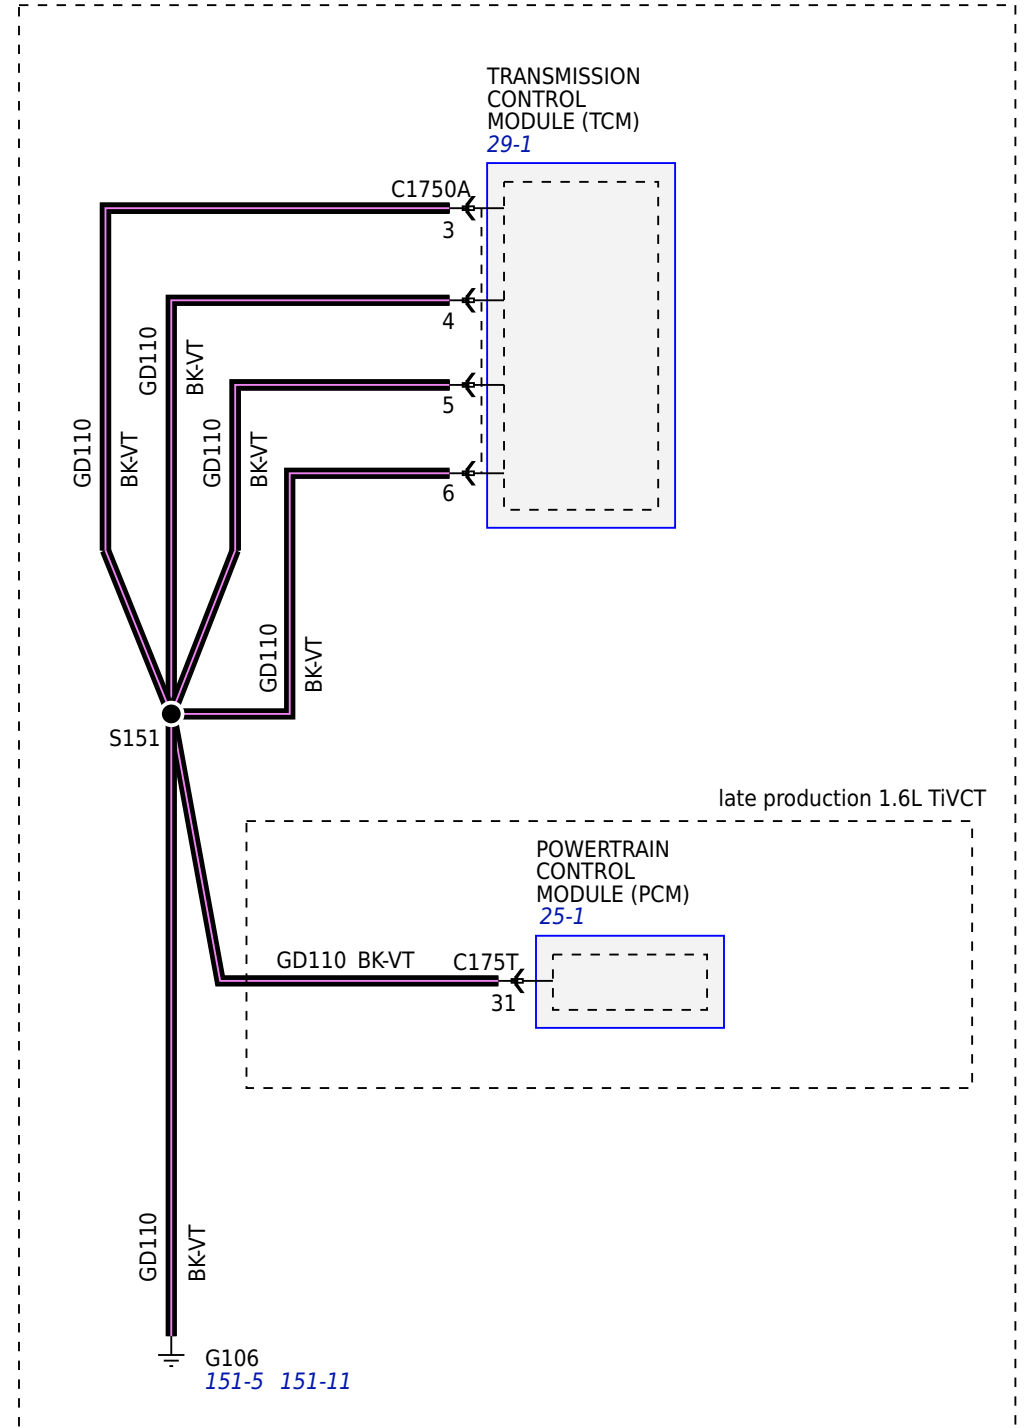 TRANSMISSION
CONTROL
MODULE (TCM)
29-1
C1750A
3
4
GD110
BK-VT
5
GD110
BK-VT
GD110
BK-VT
6
GD110
BK-VT
S151
late production 1.6L TiVCT
POWERTRAIN
CONTROL
MODULE (PCM)
25-1
GD110 BK-VT
C175T
31
GD110
BK-VT
G106
151-5 151-11